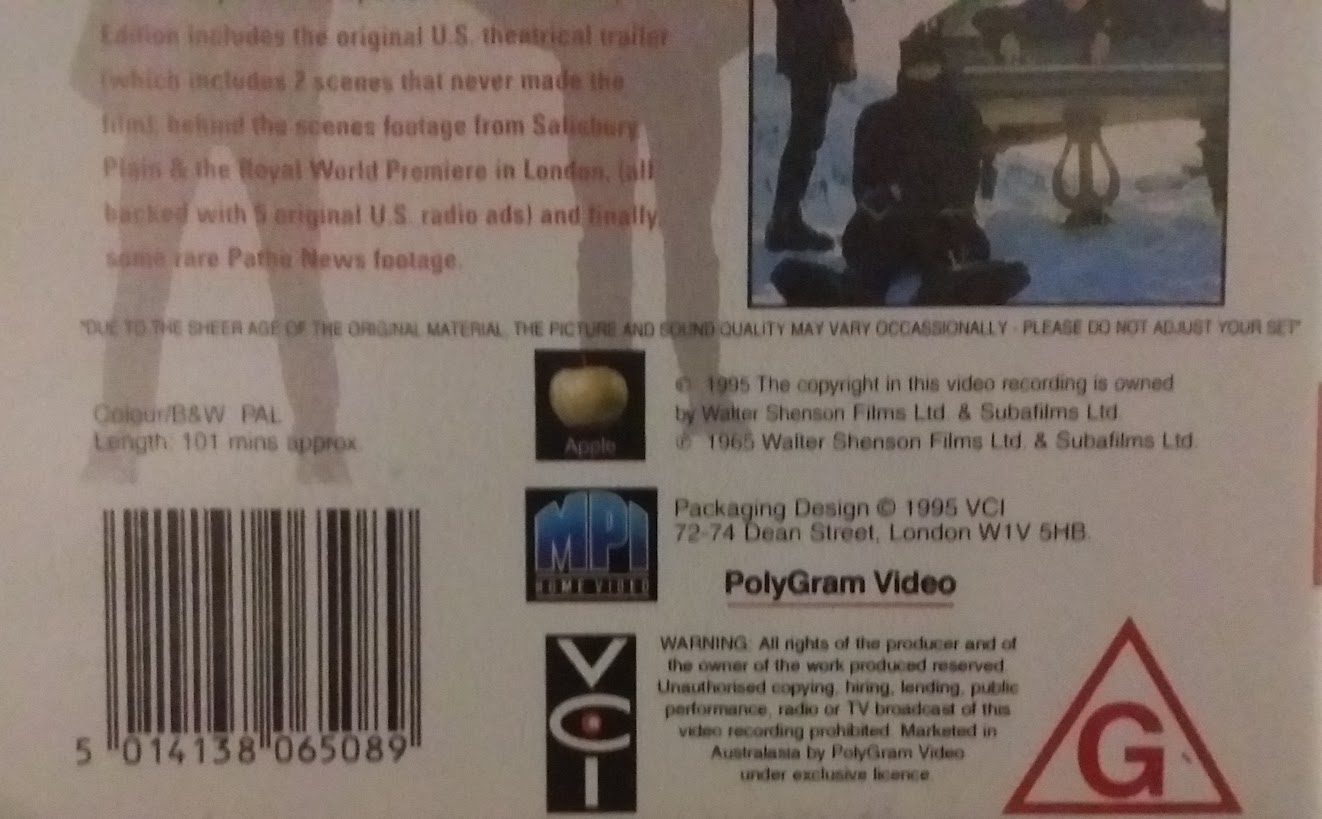 Edition includes the original U.S. theatrical trailer
(which includes 2 scenes that never made the
film), behind the scenes footage from Salisbury
Plain & the Royal World Premiere in London, (all
backed with 5 original U.S. radio ads) and finally,
some rare Pathe News footage.
"DUE TO THE SHEER AGE OF THE ORIGINAL MATERIAL, THE PICTURE AND SOUND QUALITY MAY VARY OCCASSIONALLY - PLEASE DO NOT ADJUST YOUR SET"
Colour/B&W PAL
Length: 101 mins approx.
Apple
© 1995 The copyright in this video recording is owned
by Walter Shenson Films Ltd. & Subafilms Ltd.
℗ 1965 Walter Shenson Films Ltd. & Subafilms Ltd.
MPI
HOME VIDEO
Packaging Design © 1995 VCI
72-74 Dean Street, London W1V 5HB.
PolyGram Video
VCI
WARNING: All rights of the producer and of
the owner of the work produced reserved.
Unauthorised copying, hiring, lending, public
performance, radio or TV broadcast of this
video recording prohibited. Marketed in
Australasia by PolyGram Video
under exclusive licence.
G
5 014138 065089